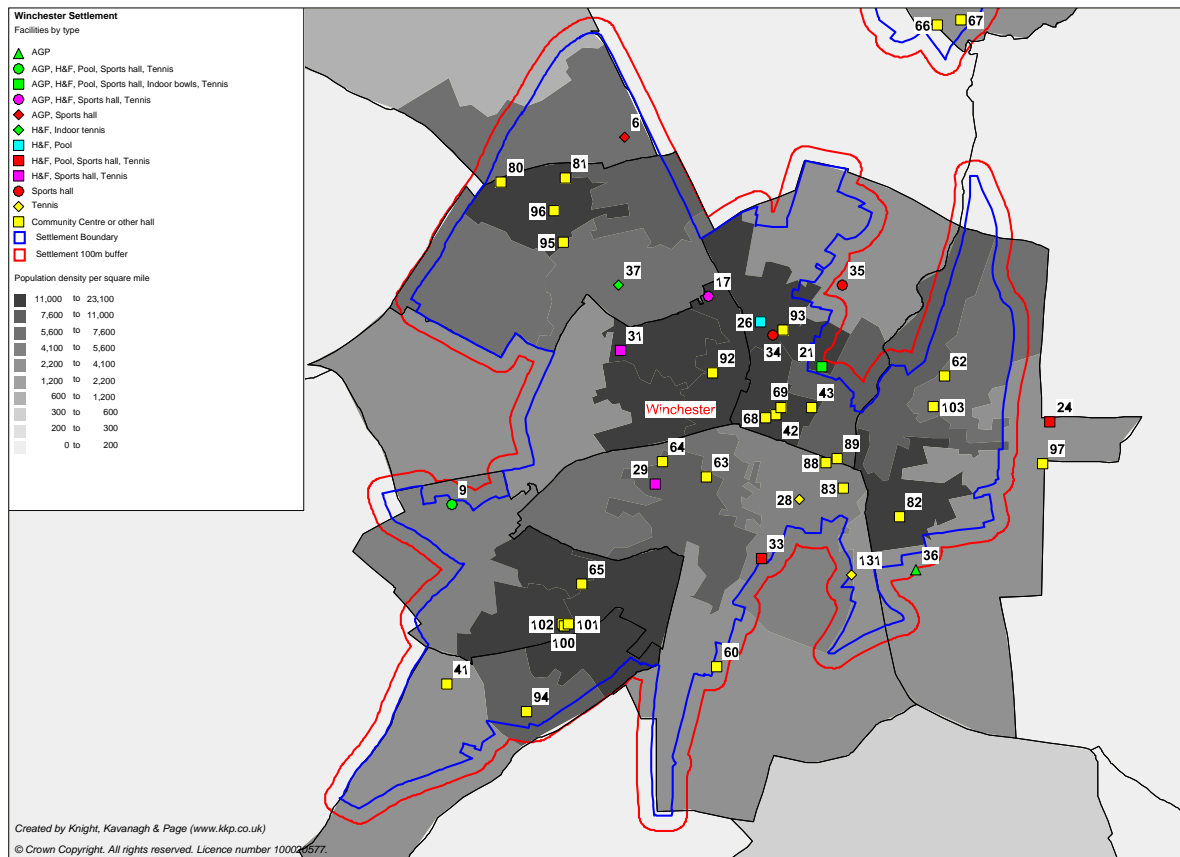 Winchester Settlement
Facilities by type
AGP
AGP, H&F, Pool, Sports hall, Tennis
AGP, H&F, Pool, Sports hall, Indoor bowls, Tennis
AGP, H&F, Sports hall, Tennis
AGP, Sports hall
H&F, Indoor tennis
H&F, Pool
H&F, Pool, Sports hall, Tennis
H&F, Sports hall, Tennis
Sports hall
Tennis
Community Centre or other hall
Settlement Boundary
Settlement 100m buffer
Population density per square mile
11,000 to 23,100
7,600 to 11,000
5,600 to 7,600
4,100 to 5,600
2,200 to 4,100
1,200 to 2,200
600 to 1,200
300 to 600
200 to 300
0 to 200
66
67
6
80
81
96
95
37
17
35
26
93
34
21
31
92
62
103
69
43
Winchester
68
42
24
97
64
63
29
89
88
83
28
9
82
33
131
36
65
102
101
100
60
41
94
Created by Knight, Kavanagh & Page (www.kkp.co.uk)
© Crown Copyright. All rights reserved. Licence number 100020577.